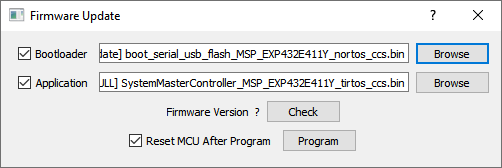 Firmware Update ? ×
Bootloader date] boot_serial_usb_flash_MSP_EXP432E411Y_nortos_ccs.bin Browse
Application ULL] SystemMasterController_MSP_EXP432E411Y_tirtos_ccs.bin Browse
Firmware Version ? Check
Reset MCU After Program Program